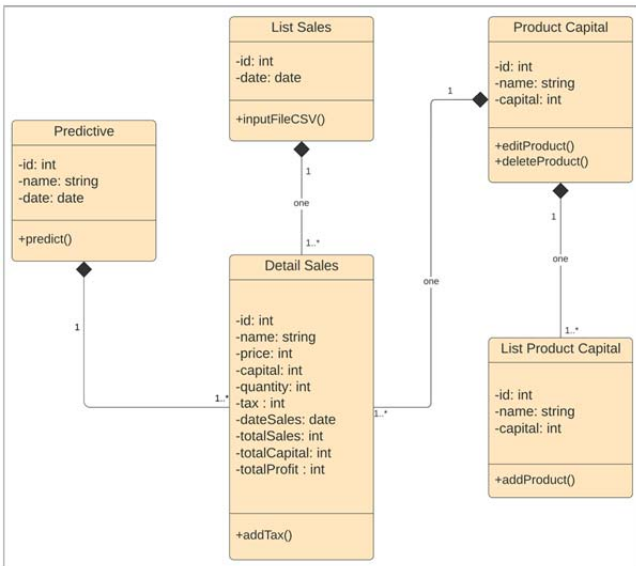 List Sales
-id: int
-date: date
+inputFileCSV()
1
one
1..*
Product Capital
-id: int
-name: string
-capital: int
+editProduct()
+deleteProduct()
1
1
one
one
1..*
1..*
Predictive
-id: int
-name: string
-date: date
+predict()
1
1..*
Detail Sales
-id: int
-name: string
-price: int
-capital: int
-quantity: int
-tax : int
-dateSales: date
-totalSales: int
-totalCapital: int
-totalProfit : int
+addTax()
List Product Capital
-id: int
-name: string
-capital: int
+addProduct()